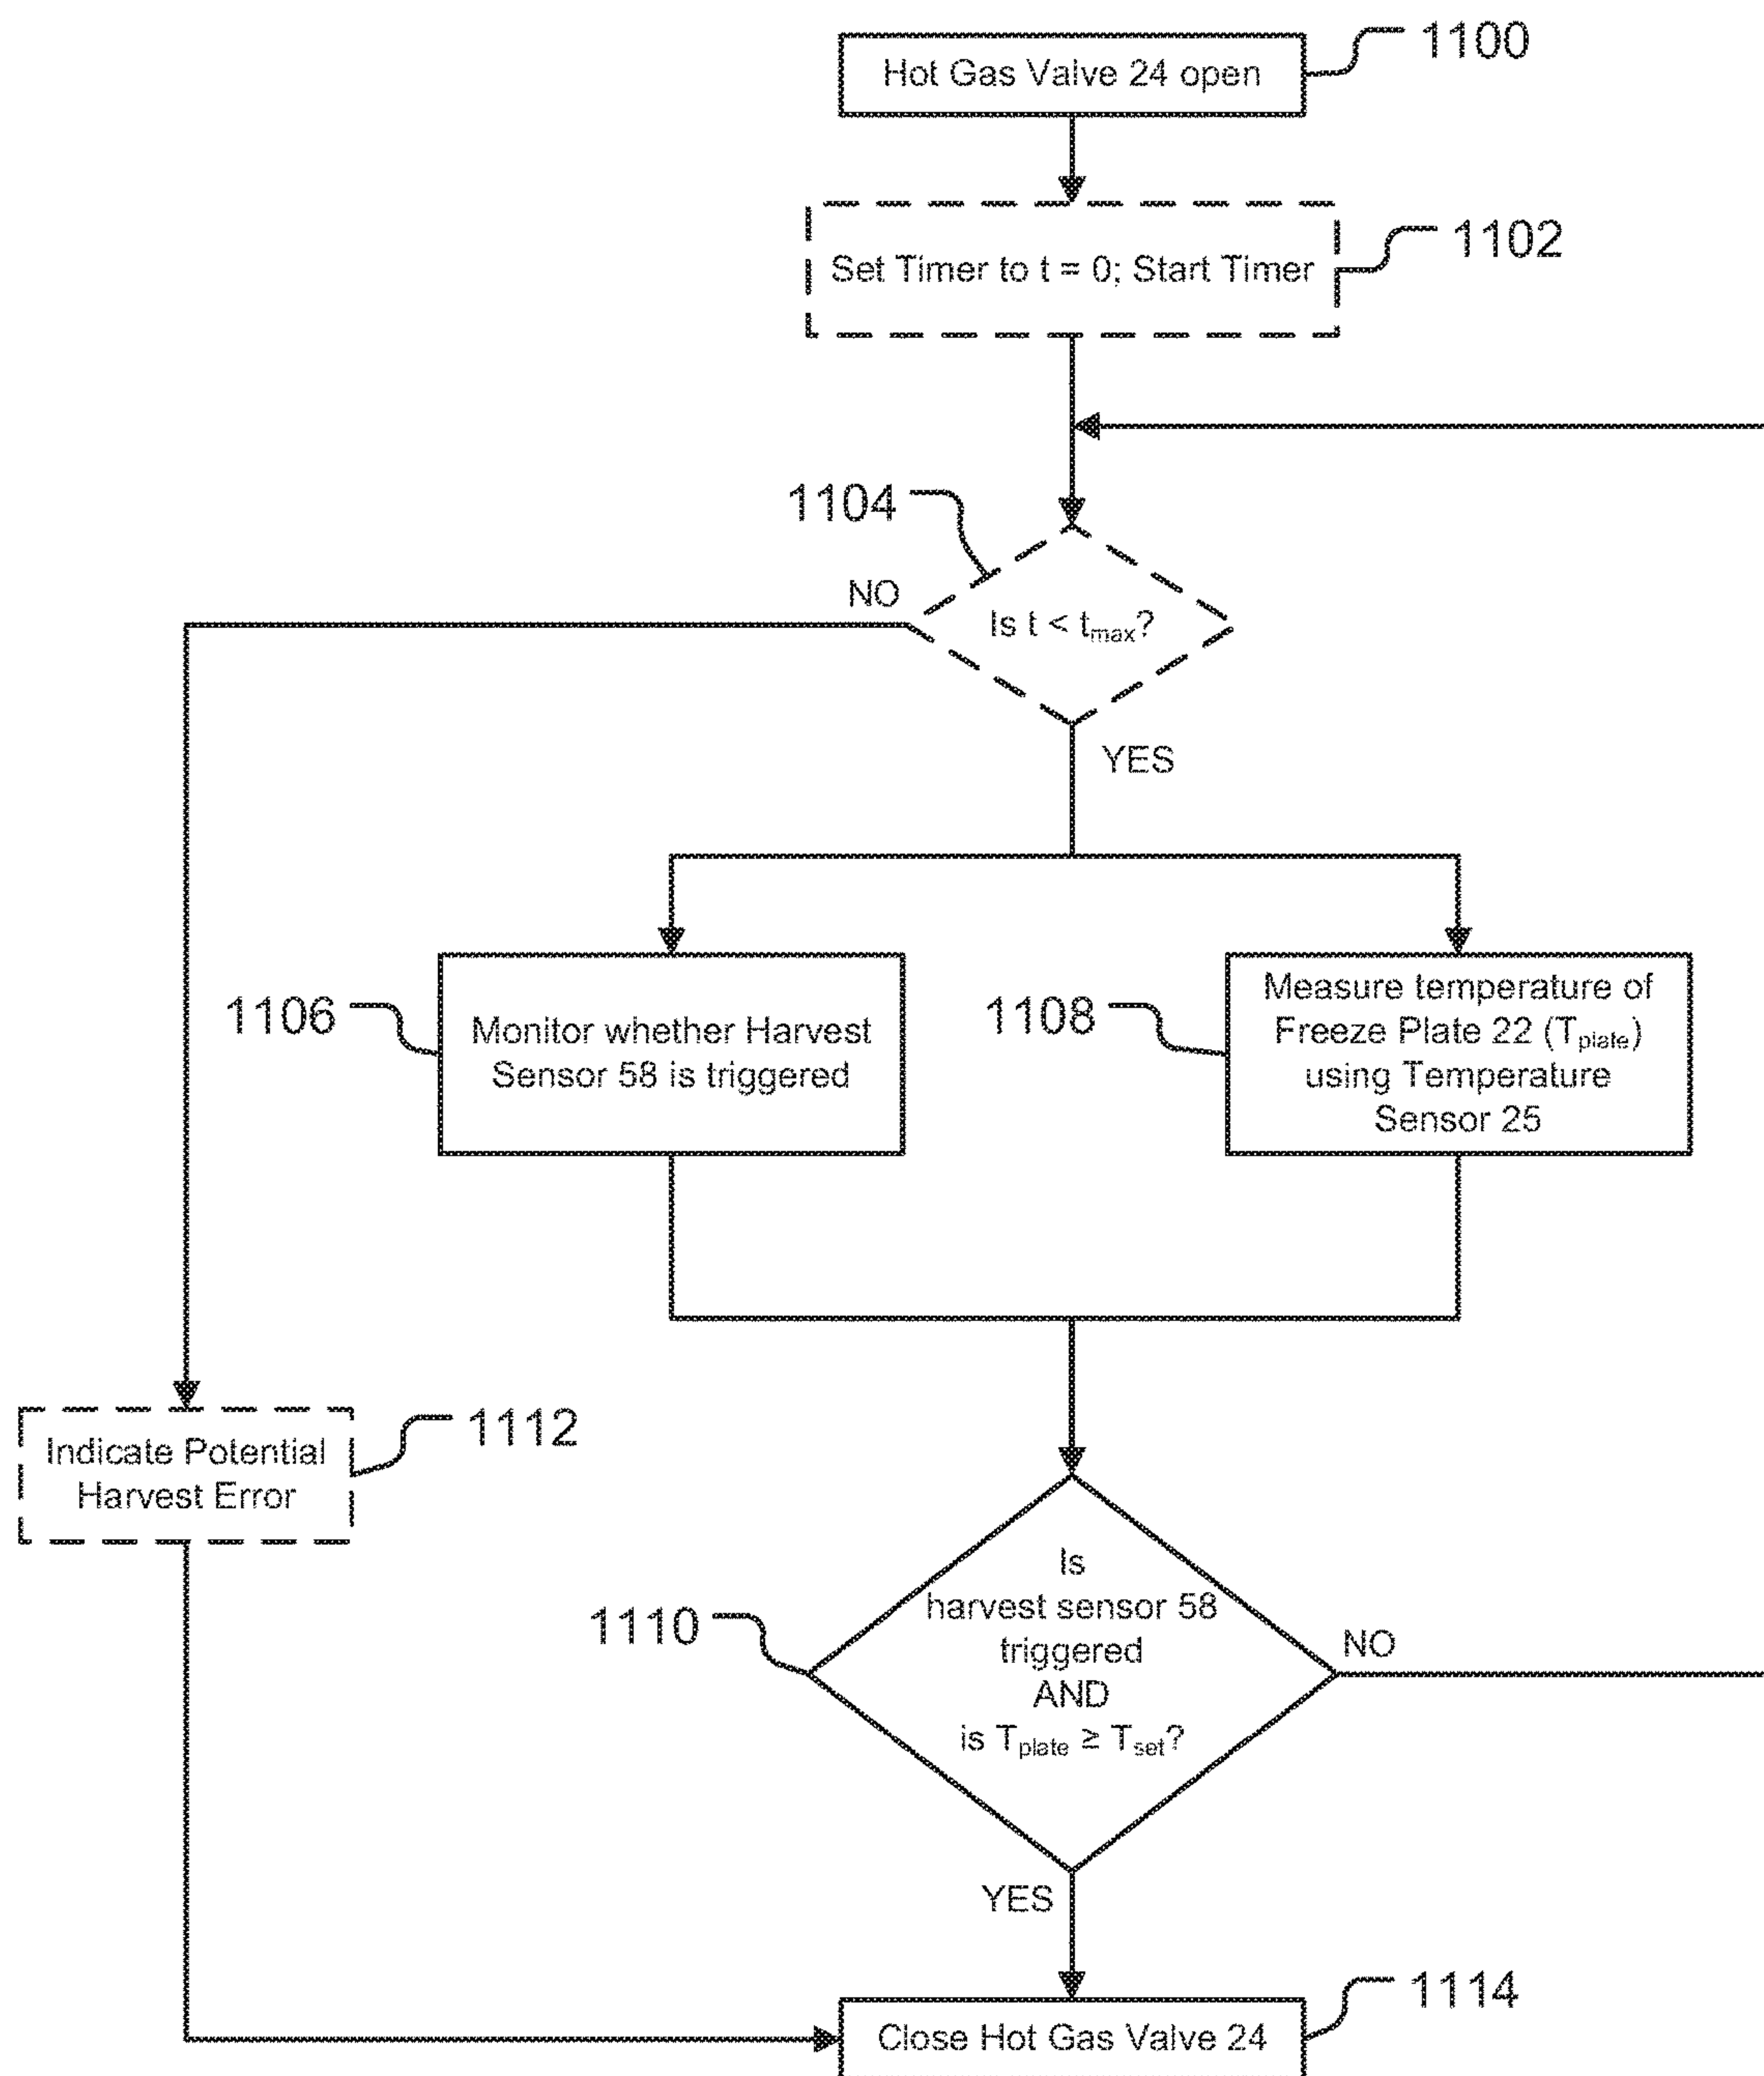 Hot Gas Valve 24 open
1100
Set Timer to t = 0; Start Timer
1102
1104
NO
Is t < tmax?
YES
1106
Monitor whether Harvest
Sensor 58 is triggered
1108
Measure temperature of
Freeze Plate 22 (Tplate)
using Temperature
Sensor 25
Indicate Potential
Harvest Error
1112
1110
Is
harvest sensor 58
triggered
AND
is Tplate ≥ Tset?
NO
YES
Close Hot Gas Valve 24
1114